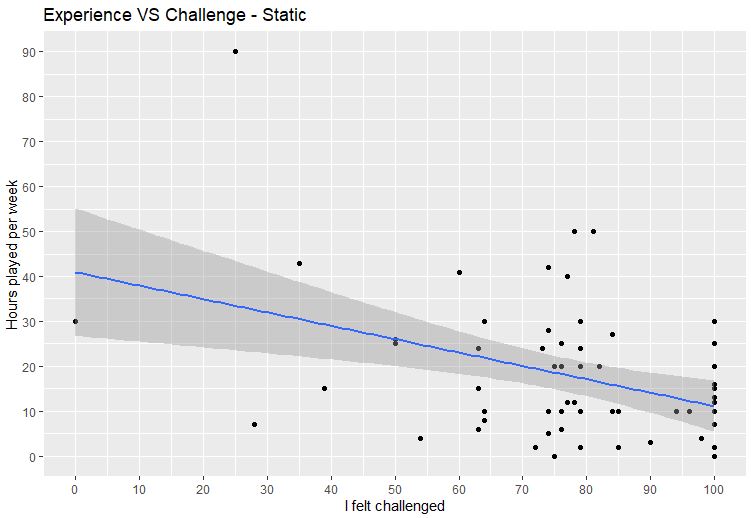 Experience VS Challenge - Static
90
80
70
60
50
40
30
20
10
0
Hours played per week
0 10 20 30 40 50 60 70 80 90 100
I felt challenged